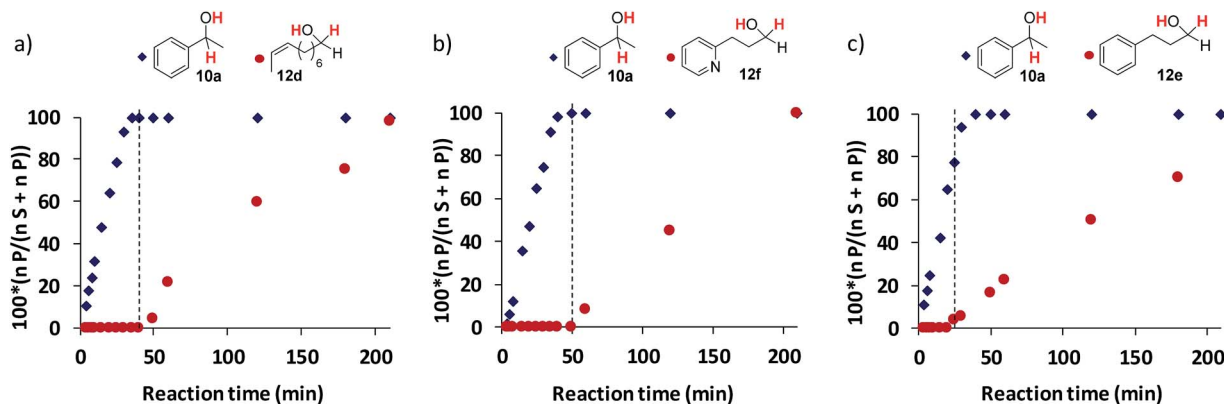 a)
OH
H
10a
OH
H
H
6
12d
100*(n P/(n S + n P))
100
80
60
40
20
0
0 50 100 150 200
Reaction time (min)
b)
OH
H
10a
H
O
H
N
12f
100*(n P/(n S + n P))
100
80
60
40
20
0
0 50 100 150 200
Reaction time (min)
c)
OH
H
10a
H
O
H
12e
100*(n P/(n S + n P))
100
80
60
40
20
0
0 50 100 150 200
Reaction time (min)